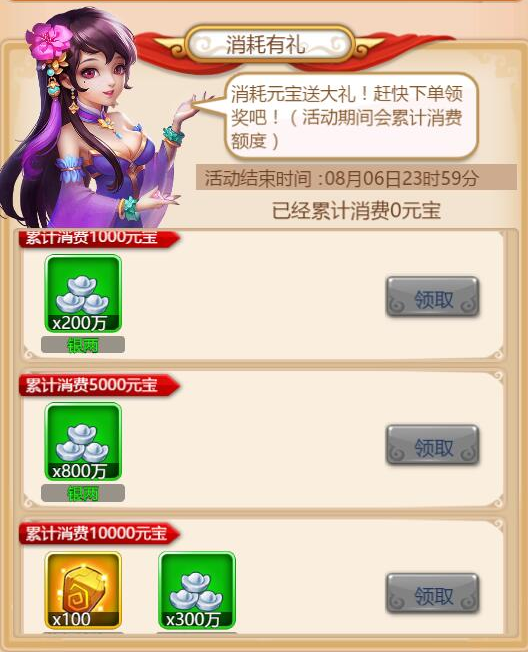 消耗有礼
消耗元宝送大礼！赶快下单领
奖吧！（活动期间会累计消费
额度）
活动结束时间 :08月06日23时59分
已经累计消费0元宝
累计消费1000元宝
x200万
领取
银两
累计消费5000元宝
x800万
领取
银两
累计消费10000元宝
x100
x300万
领取